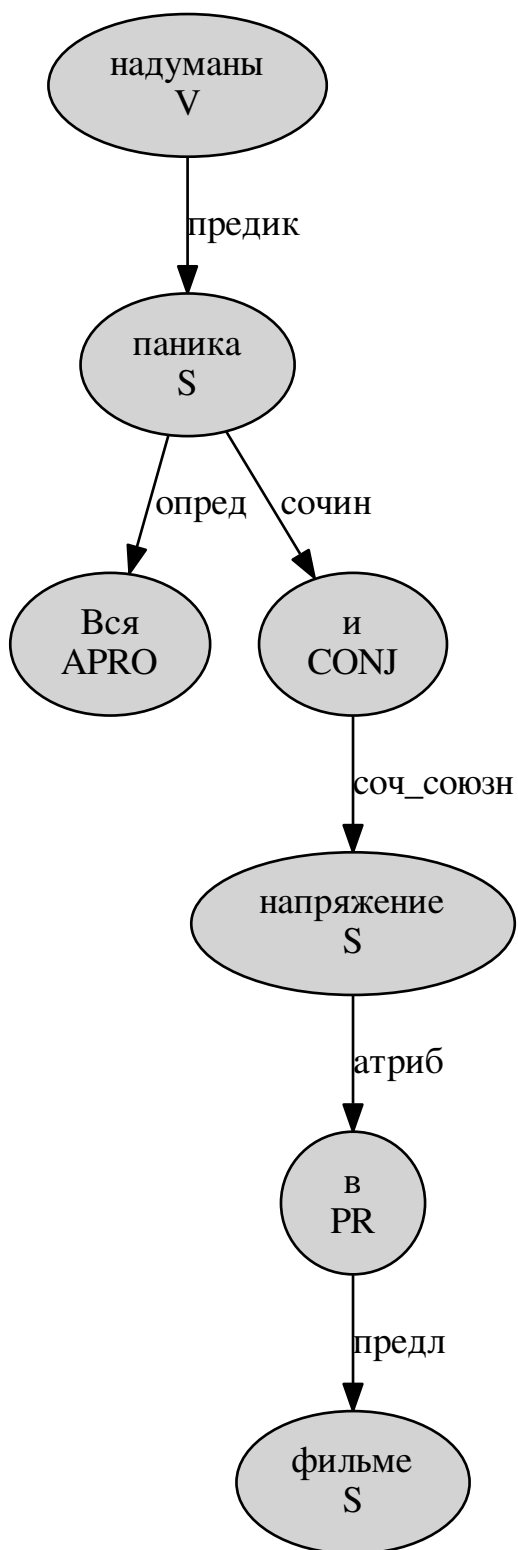 надуманы
V
предик
паника
S
опред
сочин
Вся
APRO
и
CONJ
соч_союзн
напряжение
S
атриб
в
PR
предл
фильме
S